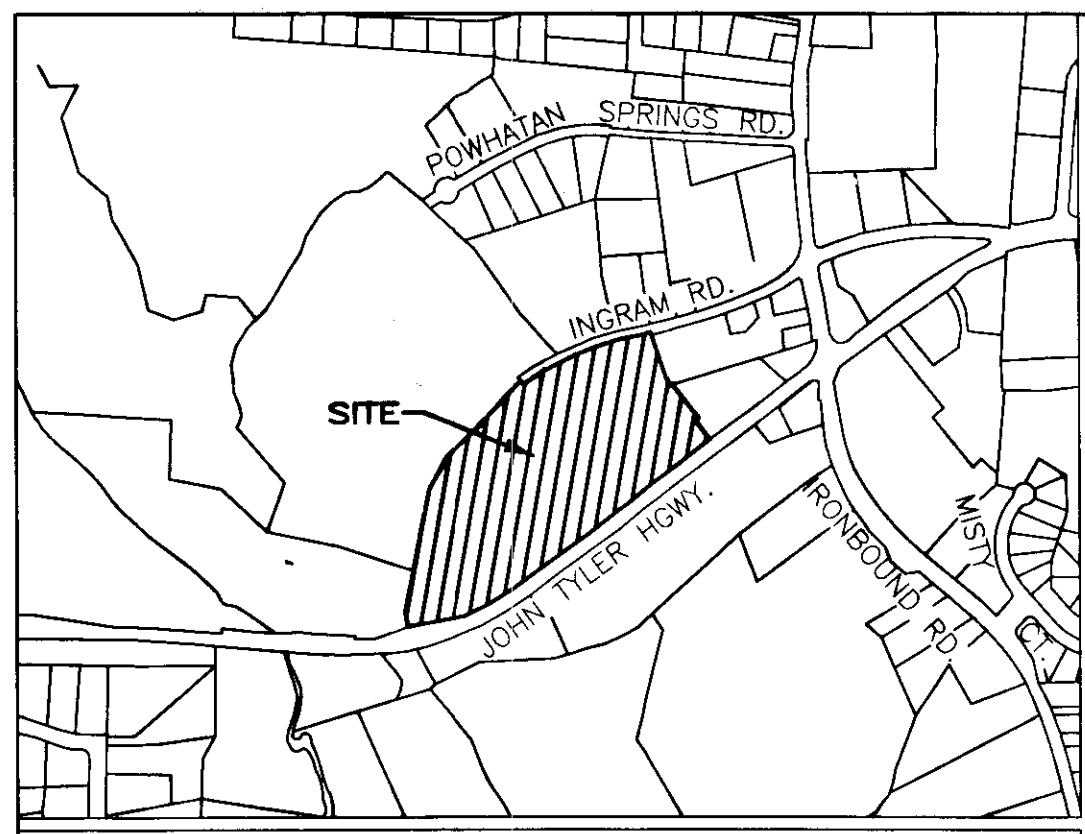 POWHATAN SPRINGS RD.
INGRAM RD.
SITE
JOHN TYLER HGWY.
IRONBOUND RD.
MISTY CT.